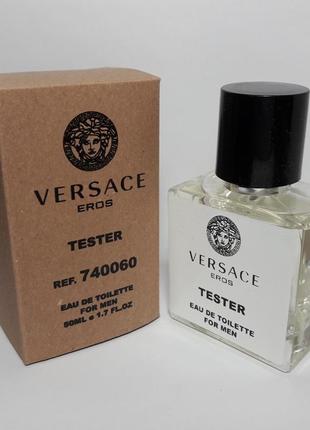 VERSACE
EROS
TESTER
REF. 740060
EAU DE TOILETTE
FOR MEN
50ML e 1.7 FL.OZ
VERSACE
EROS
TESTER
EAU DE TOILETTE
FOR MEN